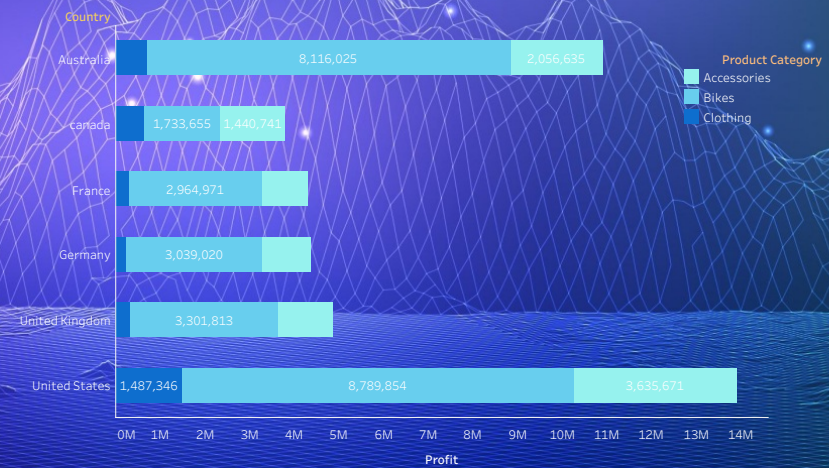 Country
Australia 8,116,025 2,056,635
Product Category
Accessories
Bikes
Clothing
canada 1,733,655 1,440,741
France 2,964,971
Germany 3,039,020
United Kingdom 3,301,813
United States 1,487,346 8,789,854 3,635,671
0M 1M 2M 3M 4M 5M 6M 7M 8M 9M 10M 11M 12M 13M 14M
Profit